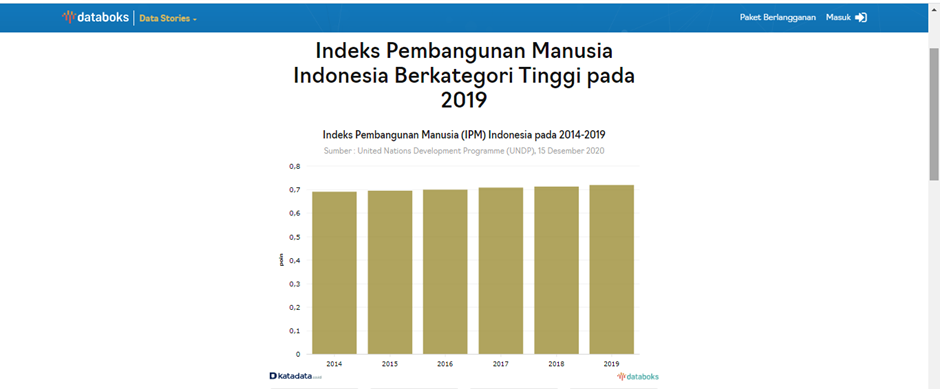 databoks Data Stories Paket Berlangganan Masuk
Indeks Pembangunan Manusia
Indonesia Berkategori Tinggi pada
2019
Indeks Pembangunan Manusia (IPM) Indonesia pada 2014-2019
Sumber : United Nations Development Programme (UNDP), 15 Desember 2020
0,8
0,7
0,6
0,5
0,4
0,3
0,2
0,1
0
poin
2014 2015 2016 2017 2018 2019
katadata databoks